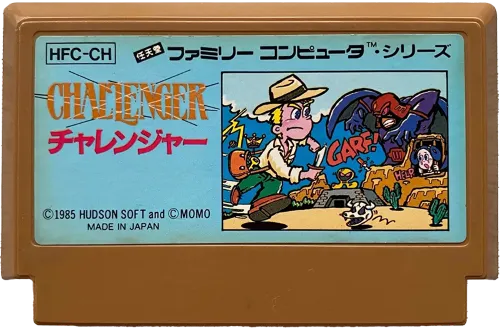 HFC-CH
任天堂 ファミリー コンピュータ™・シリーズ
CHALLENGER
チャレンジャー
GARF!
HELP
©1985 HUDSON SOFT and ©MOMO
MADE IN JAPAN